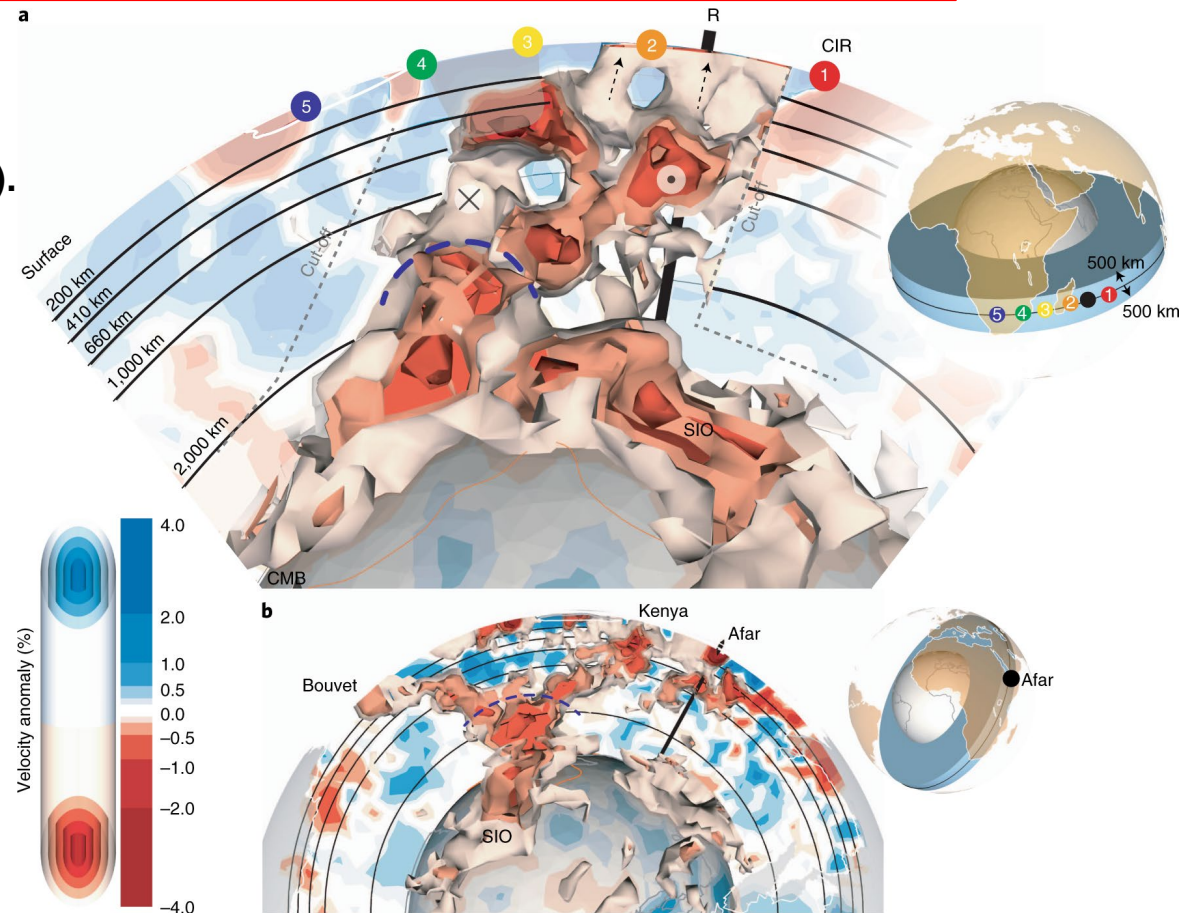 a
R
CIR
5
4
3
2
1
).
Surface
200 km
410 km
660 km
1,000 km
2,000 km
Cut-off
Cut-off
SIO
CMB
500 km
500 km
5
4
3
2
1
Velocity anomaly (%)
4.0
2.0
1.0
0.5
0.0
–0.5
–1.0
–2.0
–4.0
b
Kenya
Afar
Bouvet
SIO
Afar